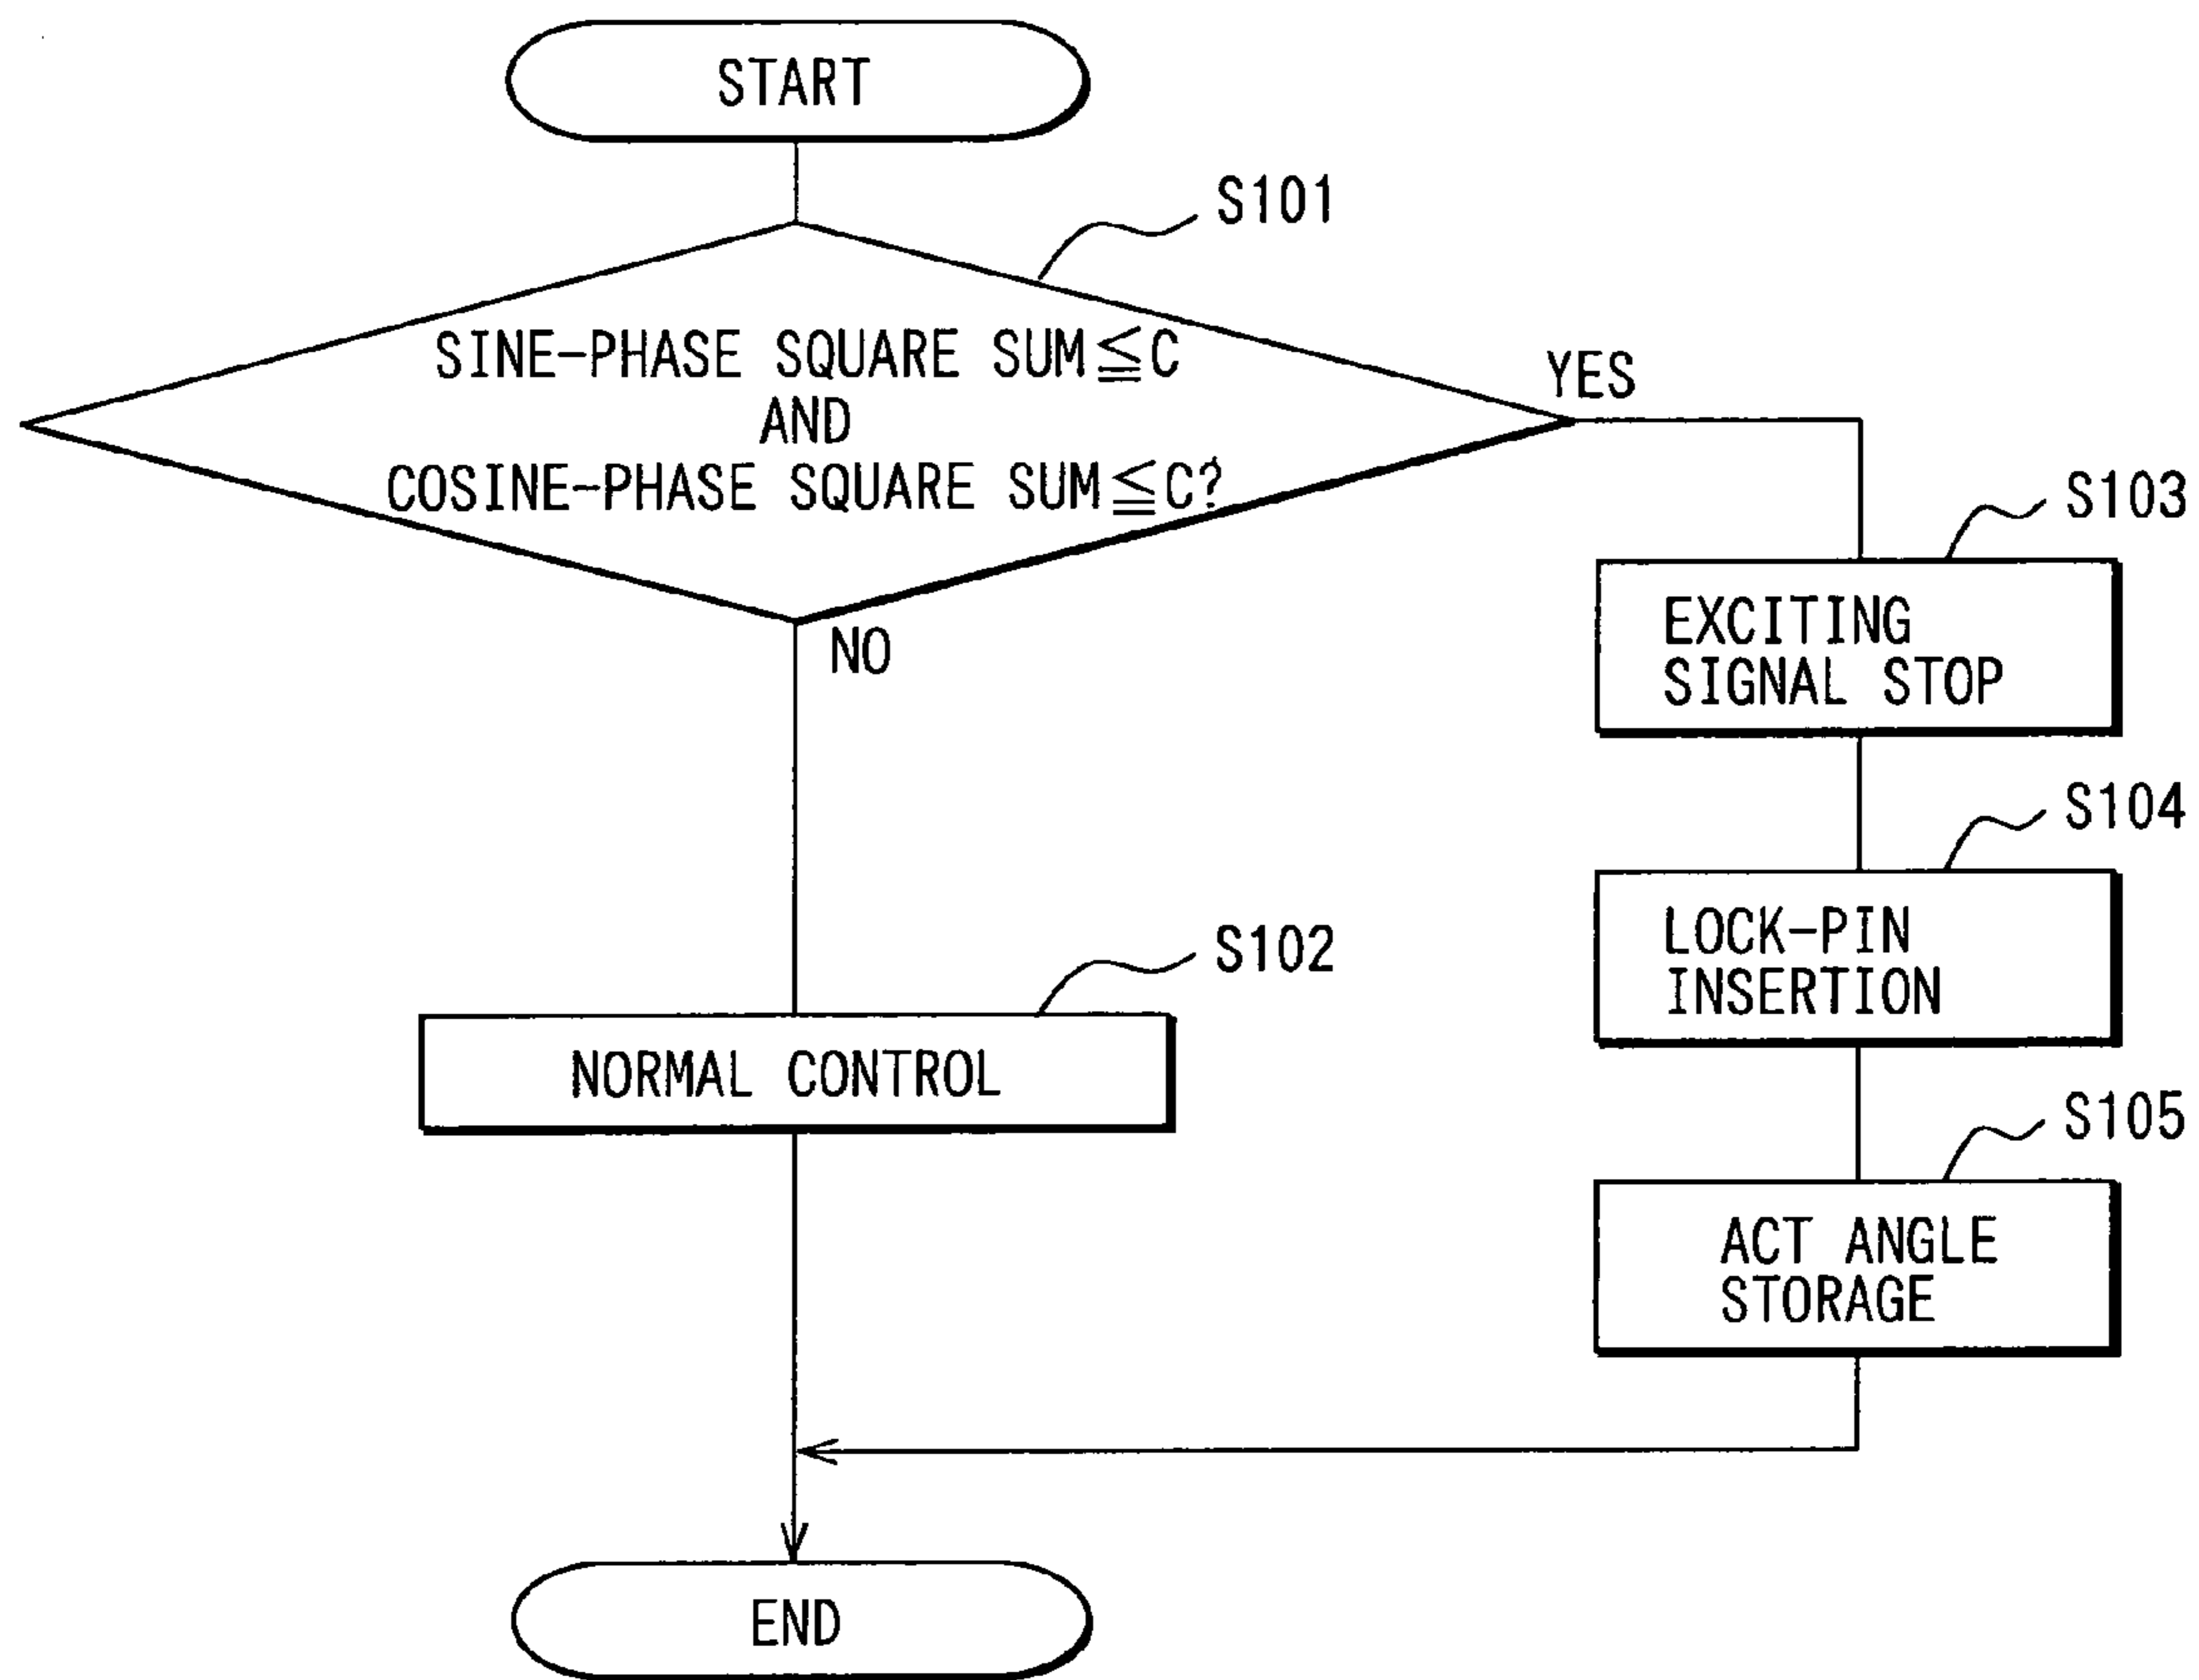 START
S101
SINE-PHASE SQUARE SUM≦C
AND
COSINE-PHASE SQUARE SUM≦C?
YES
NO
S103
EXCITING
SIGNAL STOP
S104
LOCK-PIN
INSERTION
S102
NORMAL CONTROL
S105
ACT ANGLE
STORAGE
END